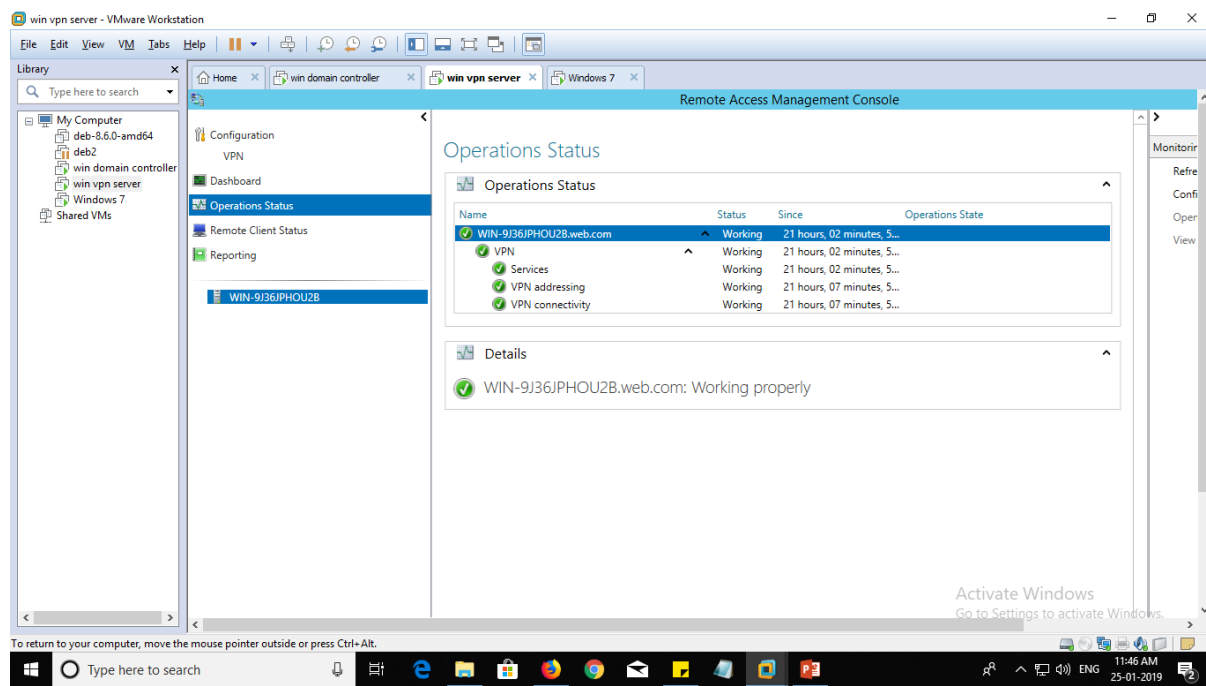 win vpn server - VMware Workstation
File Edit View VM Tabs Help
Library
Type here to search
My Computer
deb-8.6.0-amd64
deb2
win domain controller
win vpn server
Windows 7
Shared VMs
Home
win domain controller
win vpn server
Windows 7
Remote Access Management Console
Configuration
VPN
Dashboard
Operations Status
Remote Client Status
Reporting
WIN-9J36JPHOU2B
Operations Status
Operations Status
Name Status Since Operations State
WIN-9J36JPHOU2B.web.com Working 21 hours, 02 minutes, 5...
VPN Working 21 hours, 02 minutes, 5...
Services Working 21 hours, 02 minutes, 5...
VPN addressing Working 21 hours, 07 minutes, 5...
VPN connectivity Working 21 hours, 07 minutes, 5...
Details
WIN-9J36JPHOU2B.web.com: Working properly
Monitorin
Refre
Confi
Oper
View
Activate Windows
Go to Settings to activate Windows.
To return to your computer, move the mouse pointer outside or press Ctrl+Alt.
Type here to search
ENG
11:46 AM
25-01-2019
2